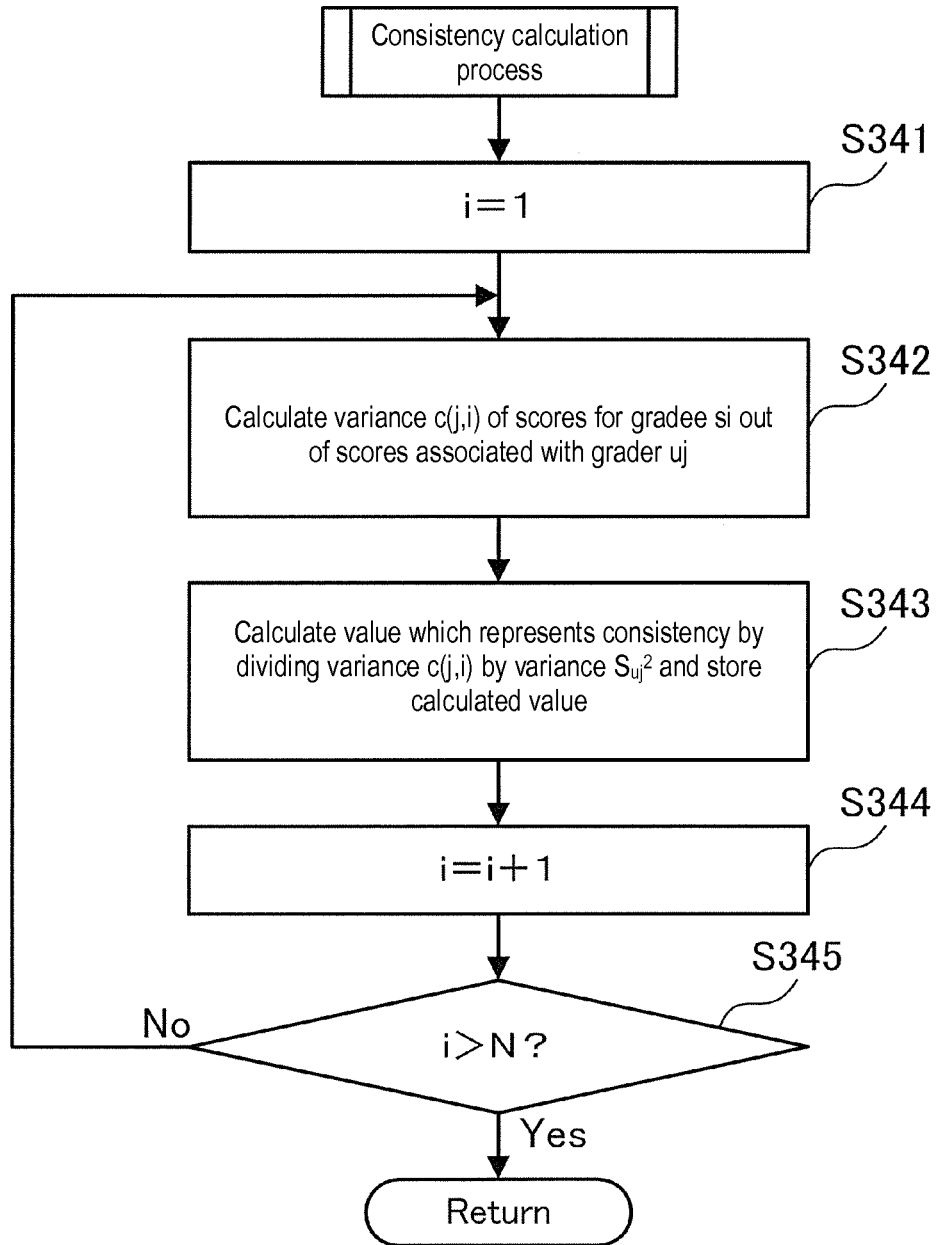 Consistency calculation
process
S341
i=1
S342
Calculate variance c(j,i) of scores for gradee si out
of scores associated with grader uj
S343
Calculate value which represents consistency by
dividing variance c(j,i) by variance Suj² and store
calculated value
S344
i=i+1
S345
No
i>N?
Yes
Return